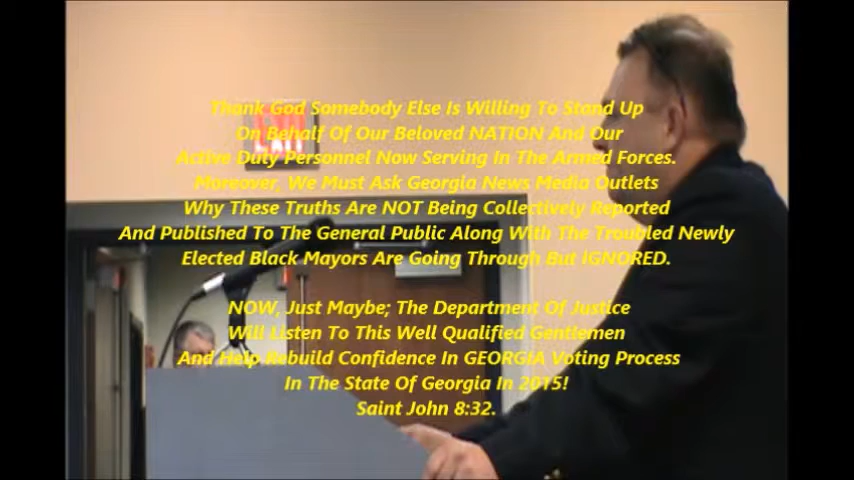 Thank God Somebody Else Is Willing To Stand Up
On Behalf Of Our Beloved NATION And Our
Active Duty Personnel Now Serving In The Armed Forces.
Moreover, We Must Ask Georgia News Media Outlets
Why These Truths Are NOT Being Collectively Reported
And Published To The General Public Along With The Troubled Newly
Elected Black Mayors Are Going Through But IGNORED.
NOW, Just Maybe; The Department Of Justice
Will Listen To This Well Qualified Gentlemen
And Help Rebuild Confidence In GEORGIA Voting Process
In The State Of Georgia In 2015!
Saint John 8:32.
EXIT